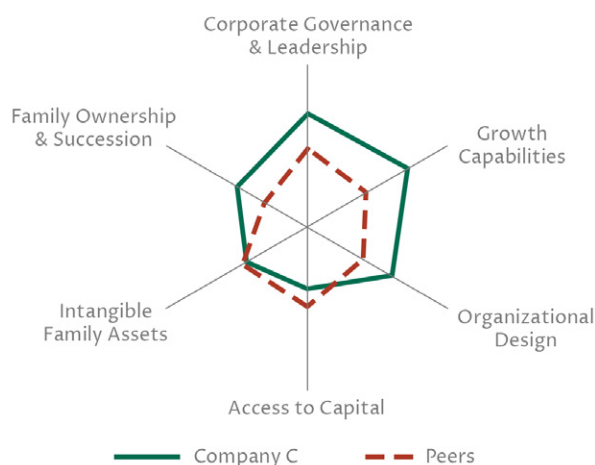 Corporate Governance
& Leadership
Family Ownership
& Succession
Growth
Capabilities
Intangible
Family Assets
Organizational
Design
Access to Capital
Company C
Peers